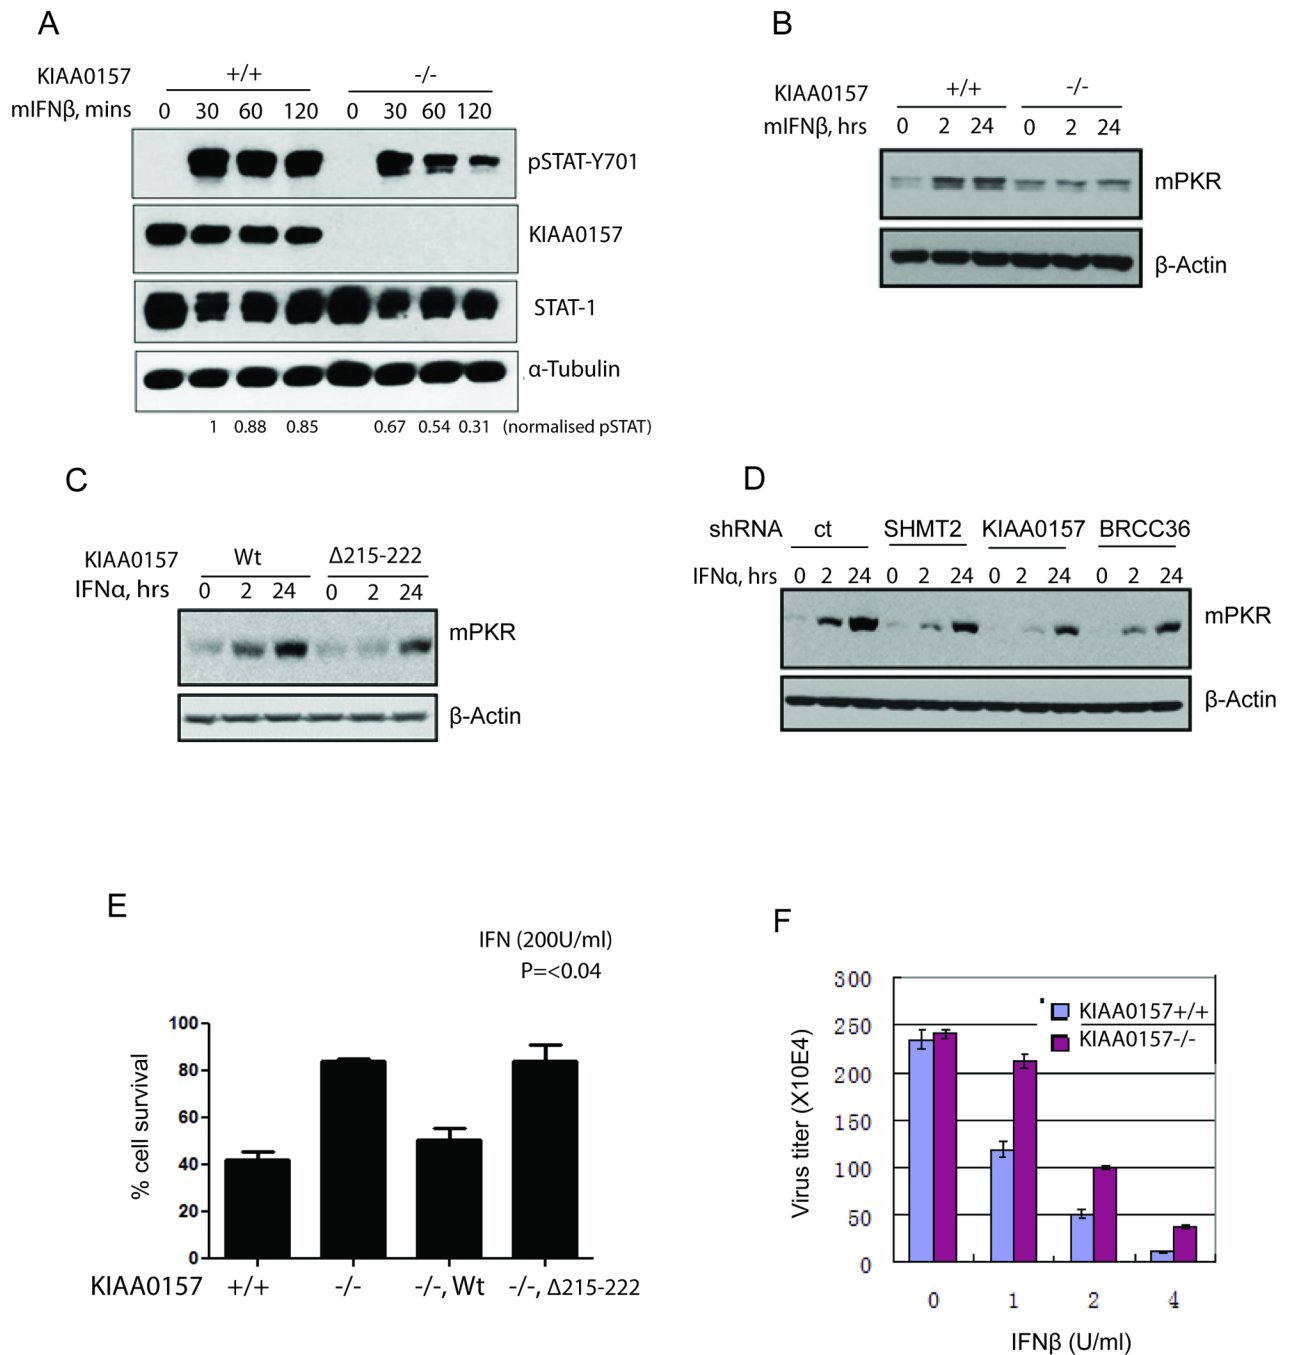 A
KIAA0157 +/+ -/-
mIFNβ, mins 0 30 60 120 0 30 60 120
pSTAT-Y701
KIAA0157
STAT-1
α-Tubulin
1 0.88 0.85 0.67 0.54 0.31 (normalised pSTAT)
B
KIAA0157 +/+ -/-
mIFNβ, hrs 0 2 24 0 2 24
mPKR
β-Actin
C
KIAA0157 Wt Δ215-222
IFNα, hrs 0 2 24 0 2 24
mPKR
β-Actin
D
shRNA ct SHMT2 KIAA0157 BRCC36
IFNα, hrs 0 2 24 0 2 24 0 2 24 0 2 24
mPKR
β-Actin
E
IFN (200U/ml)
P=<0.04
% cell survival
100
80
60
40
20
0
KIAA0157 +/+ -/- -/-, Wt -/-, Δ215-222
F
Virus titer (X10E4)
300
250
200
150
100
50
0
KIAA0157+/+
KIAA0157-/-
0 1 2 4
IFNβ (U/ml)